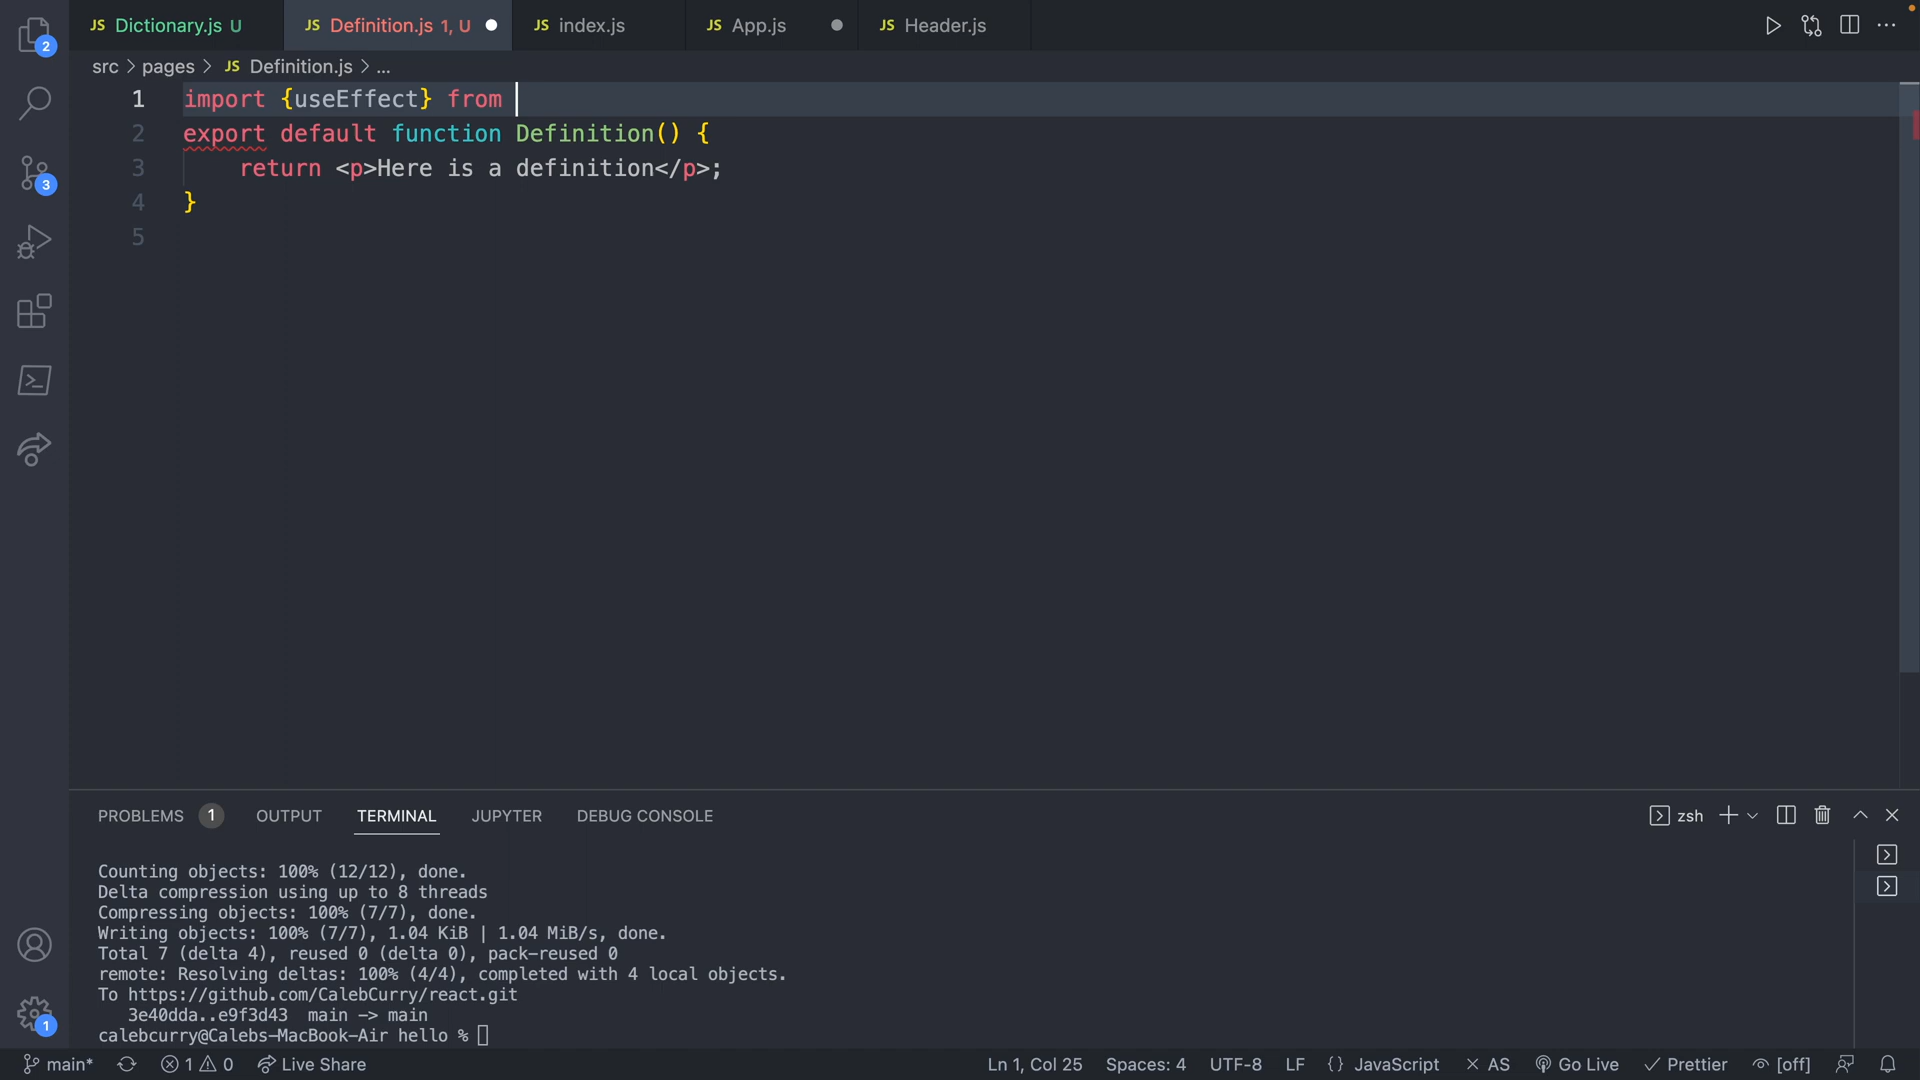 2
3
1
JS Dictionary.js U
JS Definition.js 1, U
JS index.js
JS App.js
JS Header.js
src > pages > JS Definition.js > ...
1 import {useEffect} from
2 export default function Definition() {
3 return <p>Here is a definition</p>;
4 }
5
PROBLEMS 1 OUTPUT TERMINAL JUPYTER DEBUG CONSOLE
zsh
Counting objects: 100% (12/12), done.
Delta compression using up to 8 threads
Compressing objects: 100% (7/7), done.
Writing objects: 100% (7/7), 1.04 KiB | 1.04 MiB/s, done.
Total 7 (delta 4), reused 0 (delta 0), pack-reused 0
remote: Resolving deltas: 100% (4/4), completed with 4 local objects.
To https://github.com/CalebCurry/react.git
3e40dda..e9f3d43 main -> main
calebcurry@Calebs-MacBook-Air hello %
main* 1 0 Live Share Ln 1, Col 25 Spaces: 4 UTF-8 LF {} JavaScript AS Go Live Prettier [off]